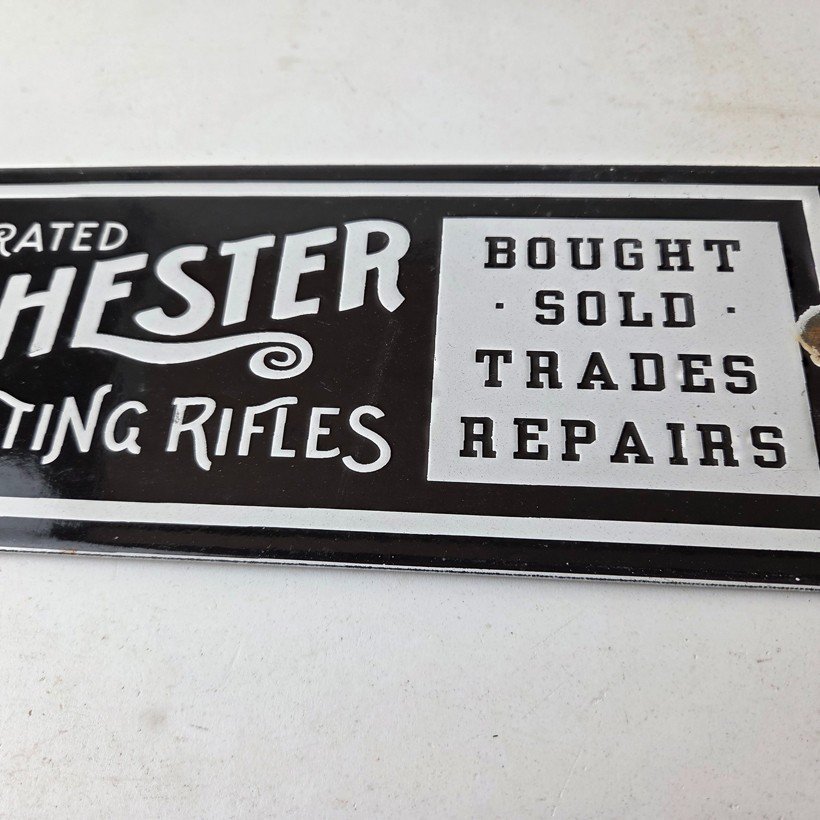 RATED
HESTER
TING RIFLES
BOUGHT
· SOLD ·
TRADES
REPAIRS